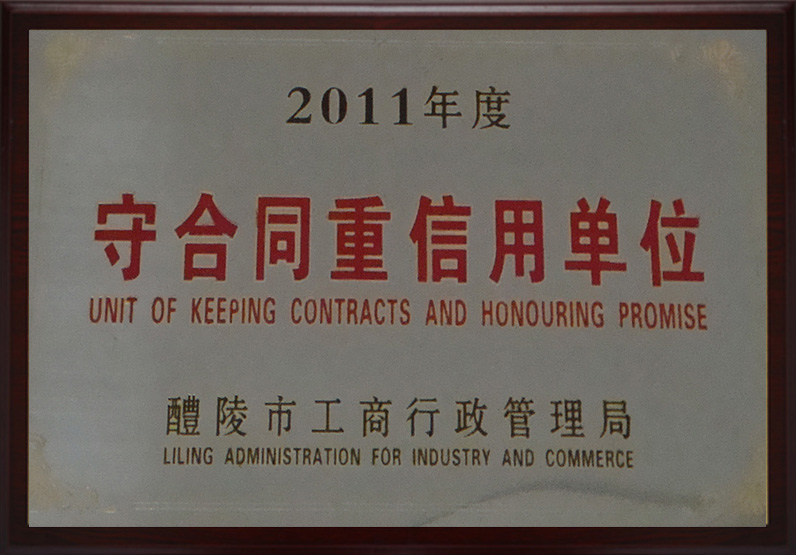 2011年度
守合同重信用单位
UNIT OF KEEPING CONTRACTS AND HONOURING PROMISE
醴陵市工商行政管理局
LILING ADMINISTRATION FOR INDUSTRY AND COMMERCE